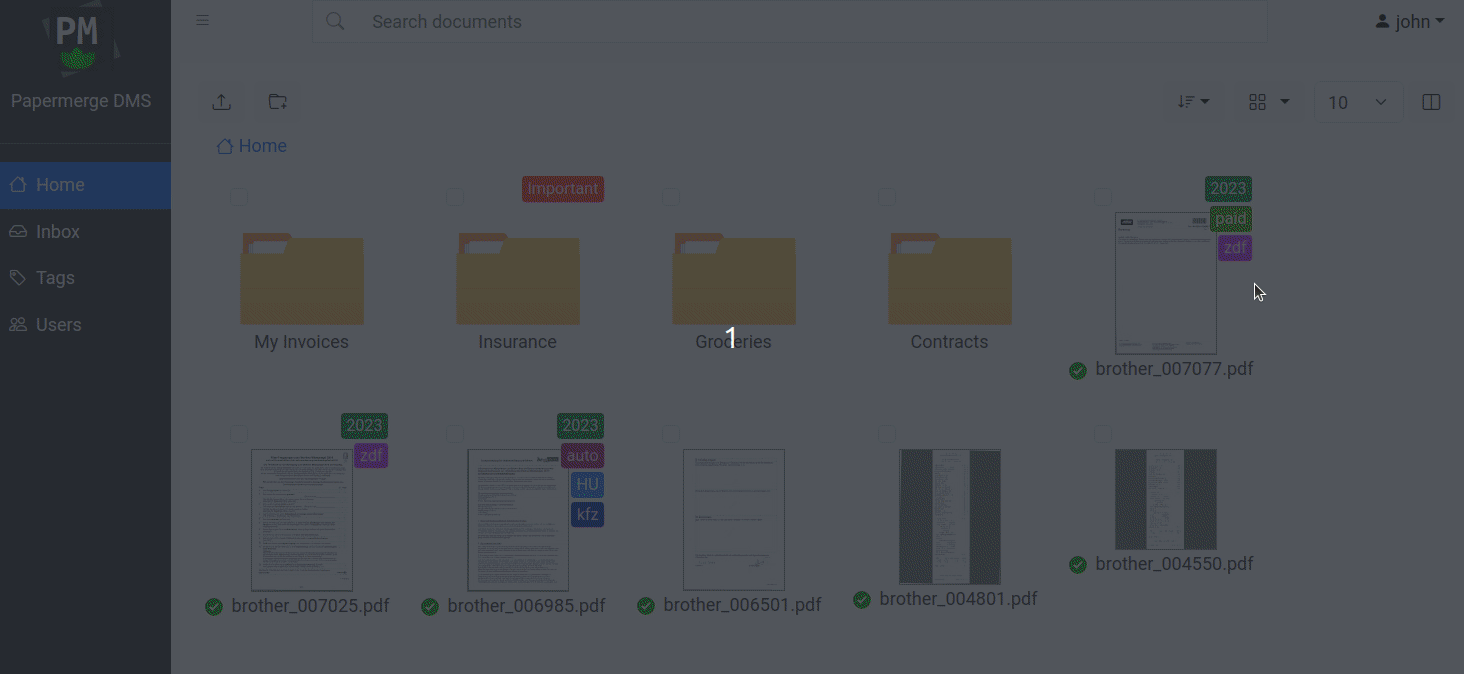 PM
Papermerge DMS
Home
Inbox
Tags
Users
Search documents
john
10
Home
My Invoices
Important
Insurance
Groceries
Contracts
2023
paid
zdf
brother_007077.pdf
1
2023
zdf
brother_007025.pdf
2023
auto
HU
kfz
brother_006985.pdf
brother_006501.pdf
brother_004801.pdf
brother_004550.pdf